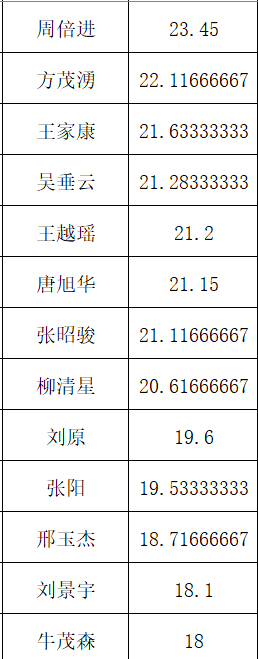 周倍进 23.45
方茂湧 22.11666667
王家康 21.63333333
吴垂云 21.28333333
王越瑶 21.2
唐旭华 21.15
张昭骏 21.11666667
柳清星 20.61666667
刘原 19.6
张阳 19.53333333
邢玉杰 18.71666667
刘景宇 18.1
牛茂森 18